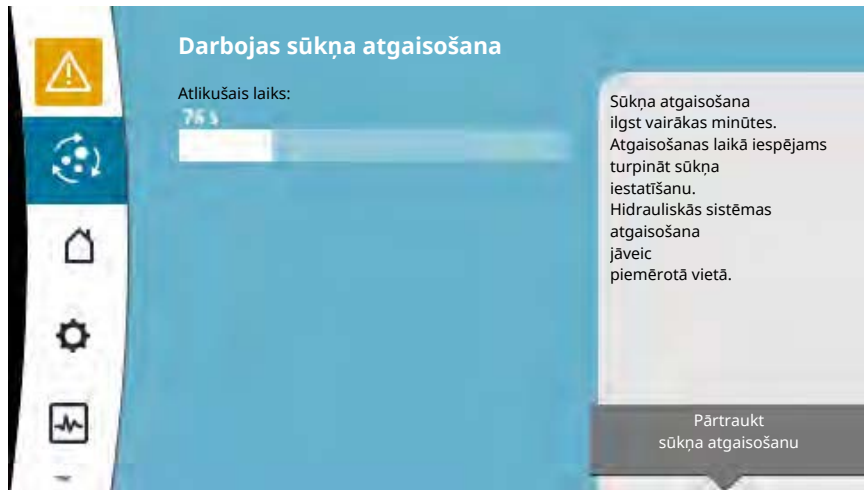 Darbojas sūkņa atgaisošana
Atlikušais laiks:
76 s
Sūkņa atgaisošana
ilgst vairākas minūtes.
Atgaisošanas laikā iespējams
turpināt sūkņa
iestatīšanu.
Hidrauliskās sistēmas
atgaisošana
jāveic
piemērotā vietā.
Pārtraukt
sūkņa atgaisošanu